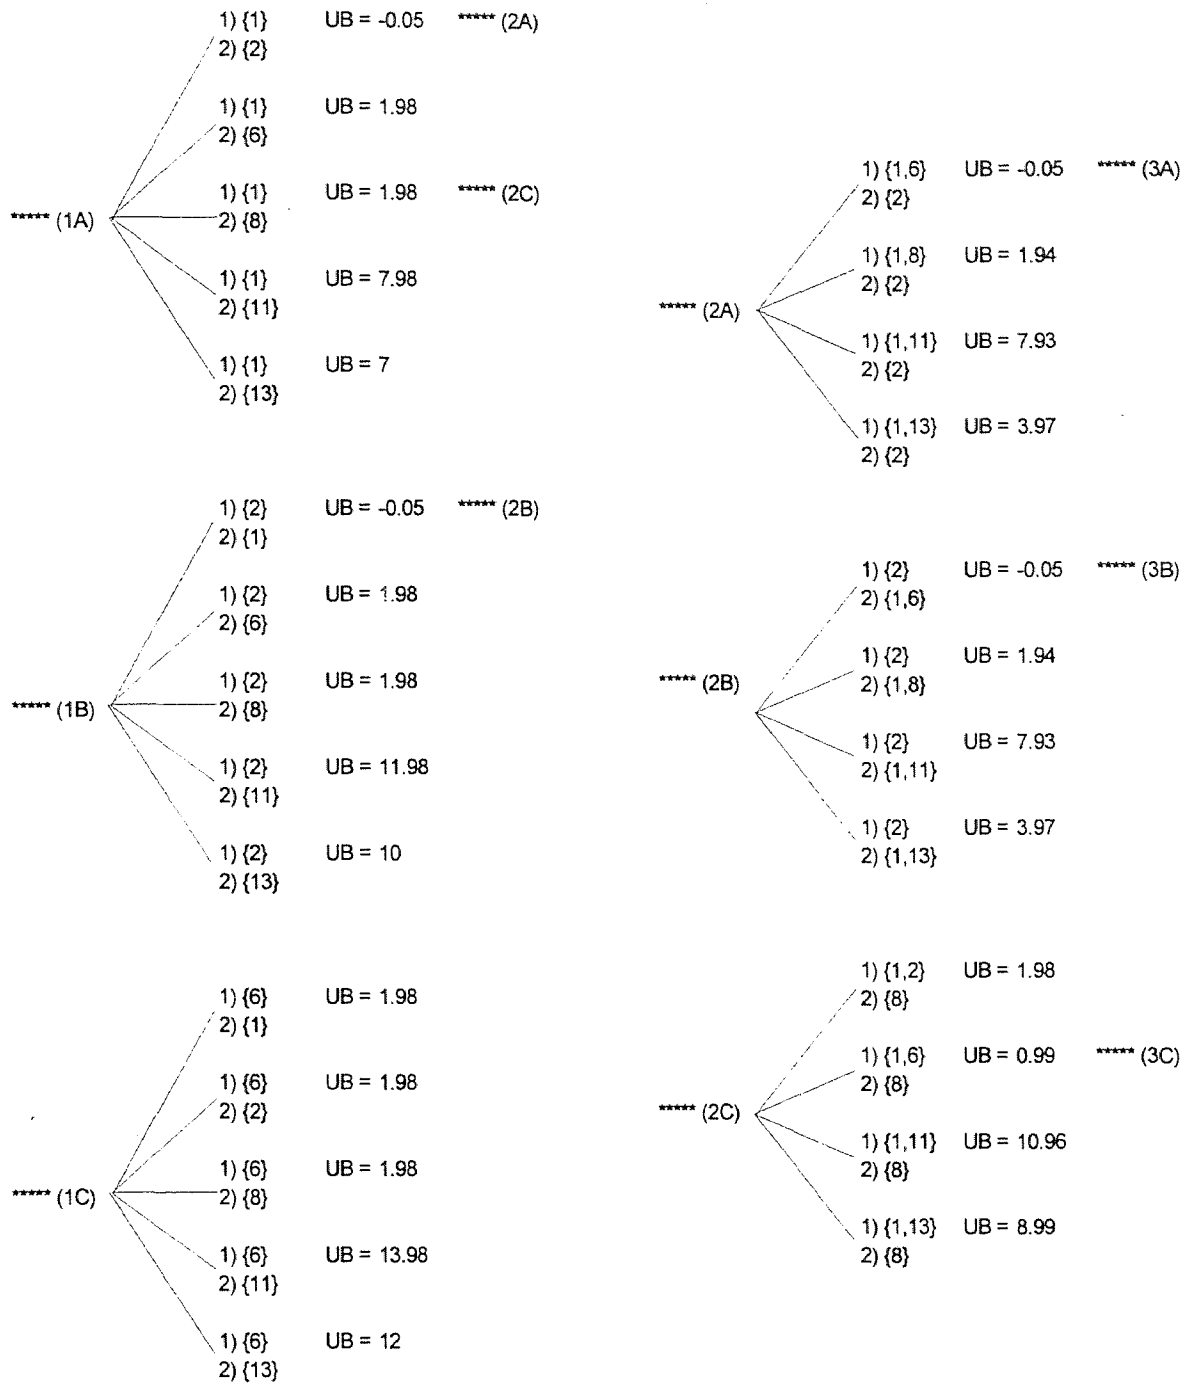 1) {1} UB = -0.05 ***** (2A)
2) {2}
1) {1} UB = 1.98
2) {6}
1) {1} UB = 1.98 ***** (2C)
***** (1A) 2) {8}
1) {1} UB = 7.98
2) {11}
1) {1} UB = 7
2) {13}
1) {2} UB = -0.05 ***** (2B)
2) {1}
1) {2} UB = 1.98
2) {6}
1) {2} UB = 1.98
***** (1B) 2) {8}
1) {2} UB = 11.98
2) {11}
1) {2} UB = 10
2) {13}
1) {6} UB = 1.98
2) {1}
1) {6} UB = 1.98
2) {2}
1) {6} UB = 1.98
***** (1C) 2) {8}
1) {6} UB = 13.98
2) {11}
1) {6} UB = 12
2) {13}
1) {1,6} UB = -0.05 ***** (3A)
2) {2}
1) {1,8} UB = 1.94
2) {2}
***** (2A)
1) {1,11} UB = 7.93
2) {2}
1) {1,13} UB = 3.97
2) {2}
1) {2} UB = -0.05 ***** (3B)
2) {1,6}
1) {2} UB = 1.94
***** (2B) 2) {1,8}
1) {2} UB = 7.93
2) {1,11}
1) {2} UB = 3.97
2) {1,13}
1) {1,2} UB = 1.98
2) {8}
1) {1,6} UB = 0.99 ***** (3C)
2) {8}
***** (2C)
1) {1,11} UB = 10.96
2) {8}
1) {1,13} UB = 8.99
2) {8}